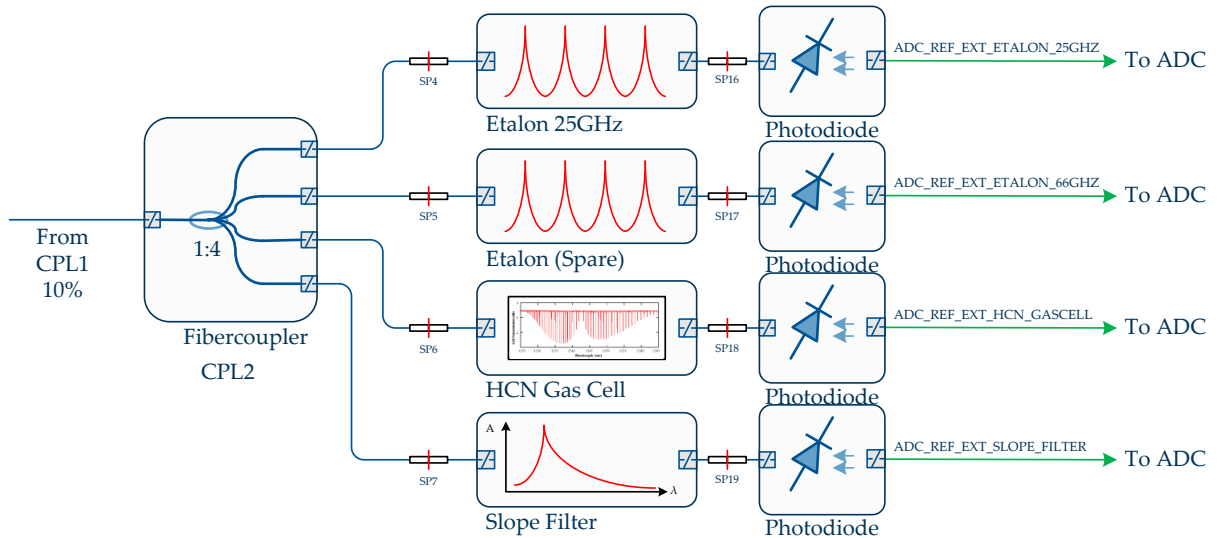 ADC_REF_EXT_ETALON_25GHZ
To ADC
SP4
SP16
Etalon 25GHz
Photodiode
ADC_REF_EXT_ETALON_66GHZ
To ADC
SP5
SP17
From
CPL1
10%
1:4
Etalon (Spare)
Photodiode
ADC_REF_EXT_HCN_GASCELL
To ADC
Fibercoupler
CPL2
SP6
Wavelength (nm)
SP18
HCN Gas Cell
Photodiode
A
ADC_REF_EXT_SLOPE_FILTER
To ADC
SP7
λ
SP19
Slope Filter
Photodiode